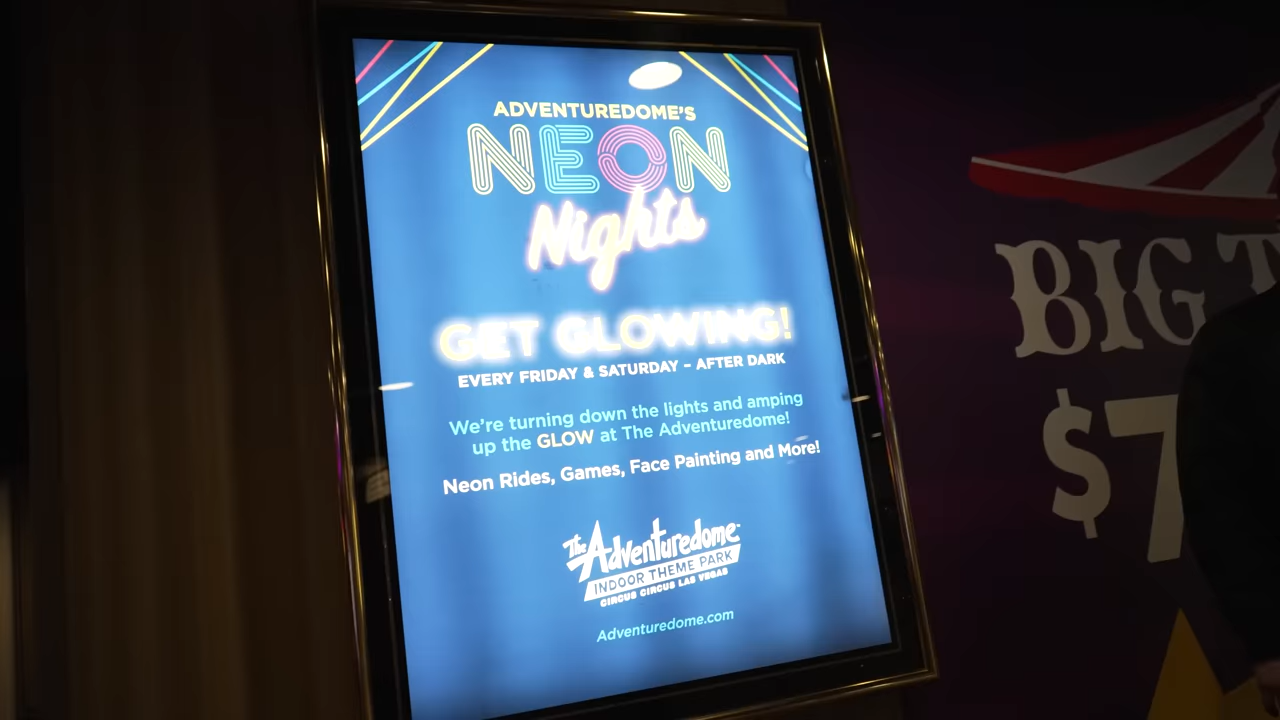 ADVENTUREDOME'S
NEON
Nights
GET GLOWING!
EVERY FRIDAY & SATURDAY - AFTER DARK
We're turning down the lights and amping
up the GLOW at The Adventuredome!
Neon Rides, Games, Face Painting and More!
The Adventuredome
INDOOR THEME PARK
CIRCUS CIRCUS LAS VEGAS
Adventuredome.com
BIG
$7